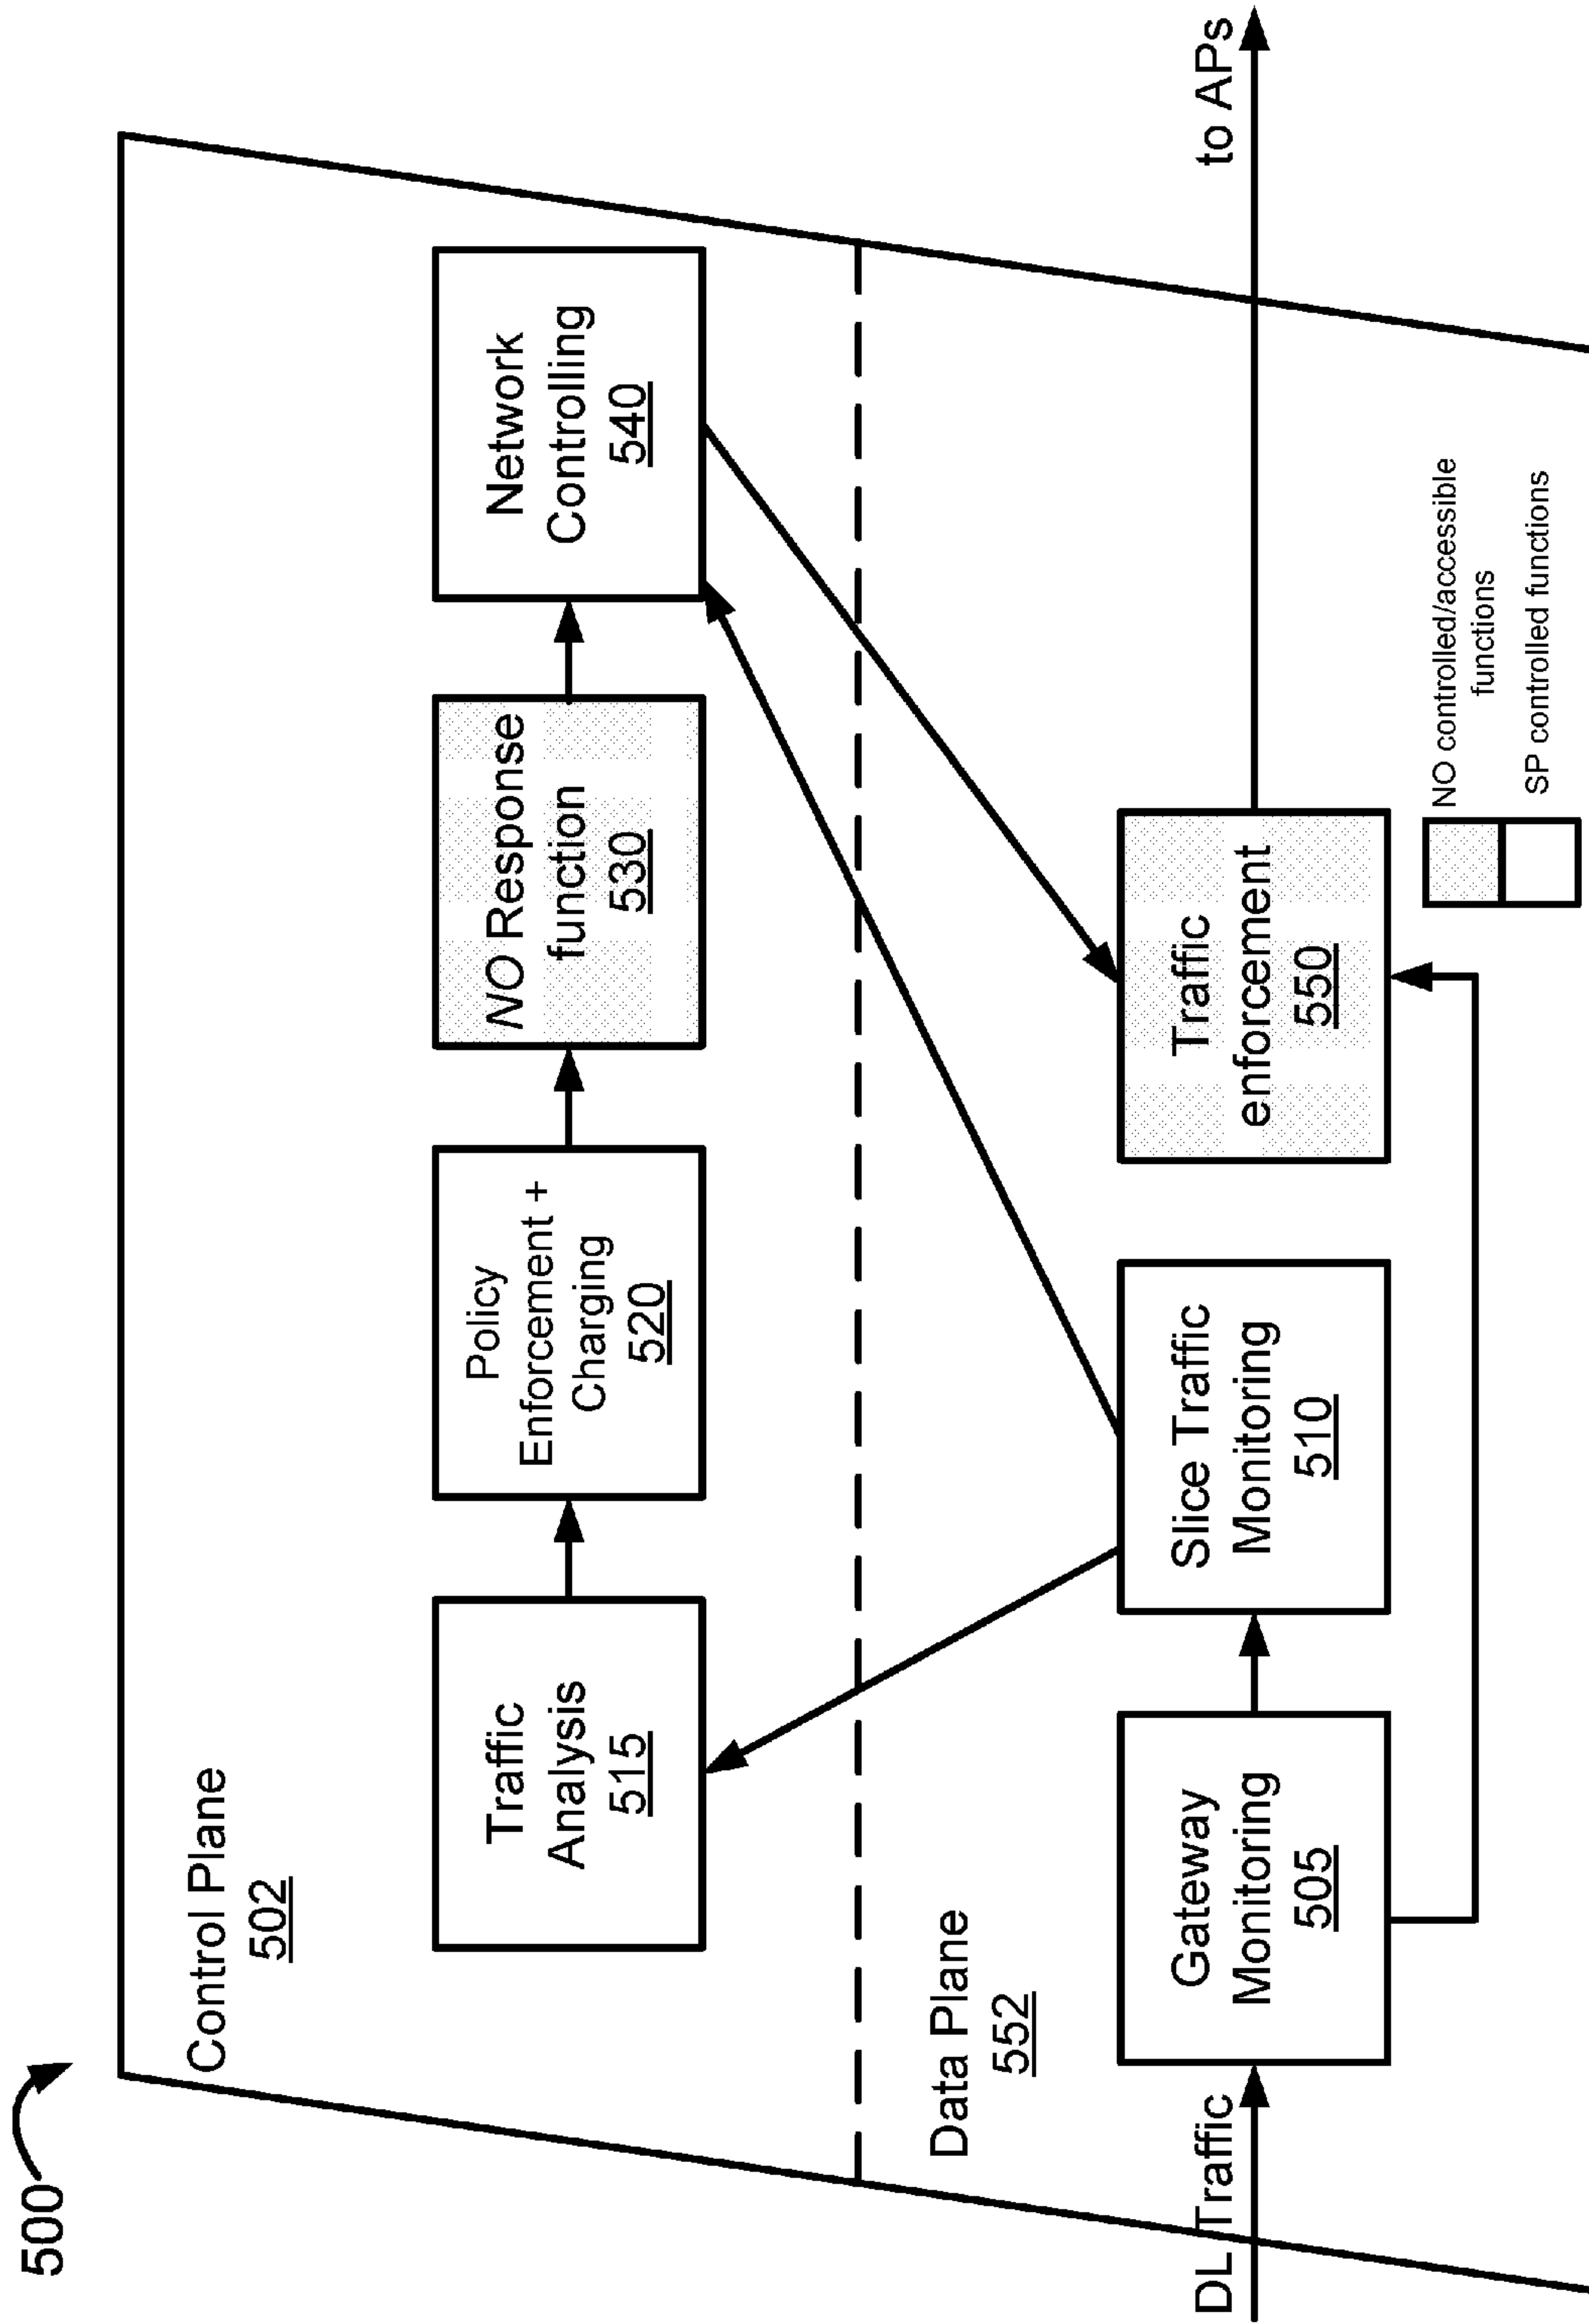 500
Control Plane
502
Traffic
Analysis
515
Policy
Enforcement +
Charging
520
NO Response
function
530
Network
Controlling
540
Data Plane
552
DL Traffic
Gateway
Monitoring
505
Slice Traffic
Monitoring
510
Traffic
enforcement
550
to APs
NO controlled/accessible
functions
SP controlled functions